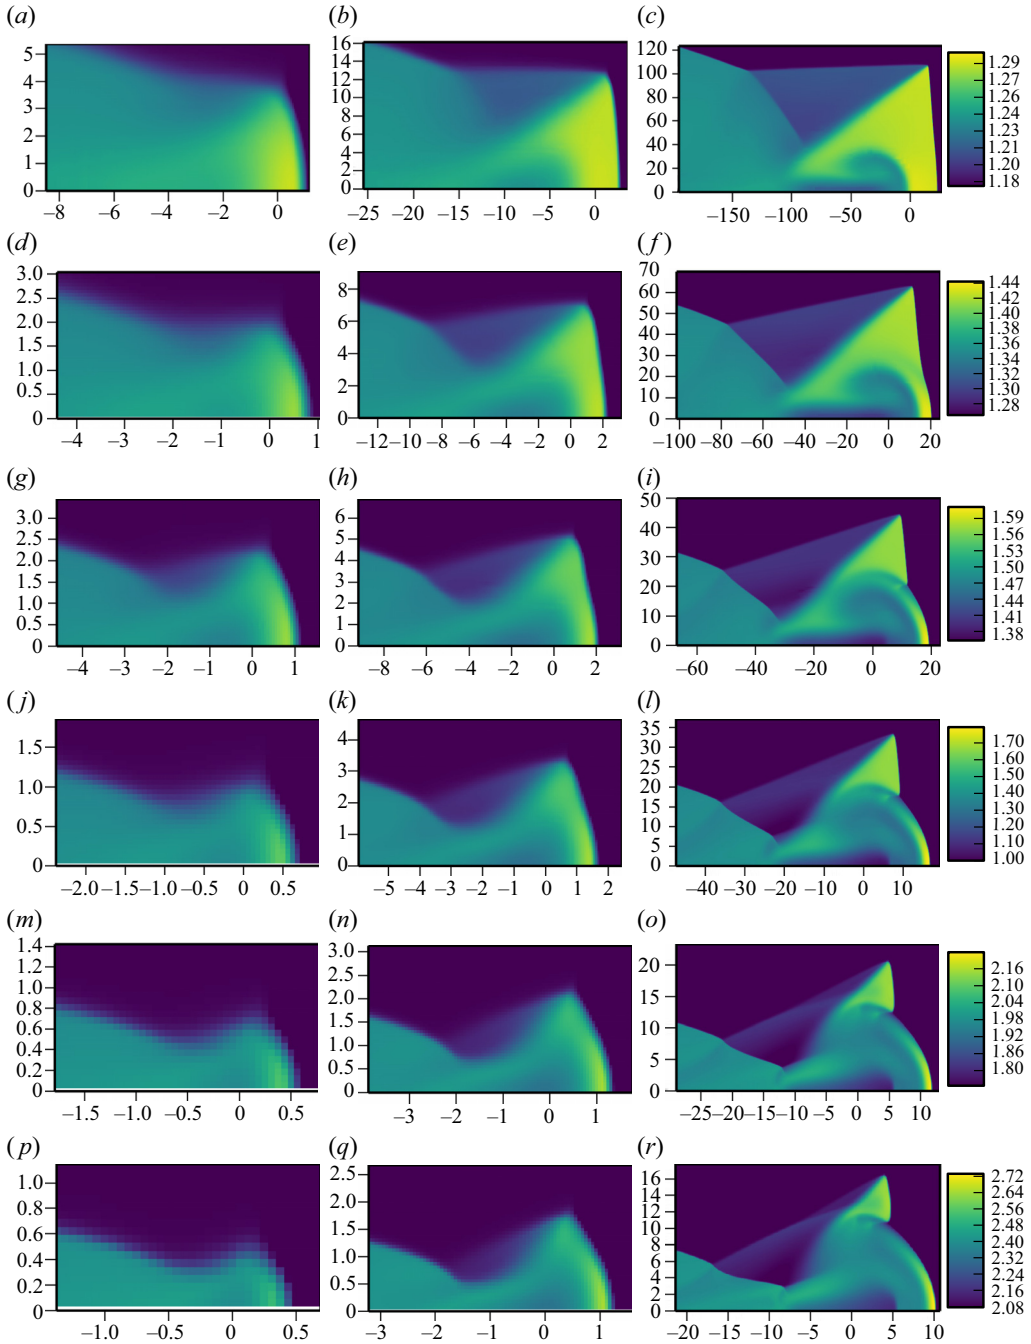 (a) (b) (c)
5 4 3 2 1 0
–8 –6 –4 –2 0
16 14 12 10 8 6 4 2 0
–25 –20 –15 –10 –5 0
120 100 80 60 40 20 0
–150 –100 –50 0
1.29 1.28 1.26 1.24 1.23 1.21 1.20 1.18
(d) (e) (f)
3.0 2.5 2.0 1.5 1.0 0.5 0
–4 –3 –2 –1 0 1
8 6 4 2 0
–12 –10 –8 –6 –4 –2 0 2
70 60 50 40 30 20 10 0
–100 –80 –60 –40 –20 0 20
1.44 1.42 1.40 1.38 1.36 1.34 1.32 1.30 1.28
(g) (h) (i)
3.0 2.5 2.0 1.5 1.0 0.5 0
–4 –3 –2 –1 0 1
6 5 4 3 2 1 0
–8 –6 –4 –2 0 2
50 40 30 20 10 0
–60 –40 –20 0 20
1.59 1.56 1.53 1.50 1.47 1.44 1.41 1.38
(j) (k) (l)
1.5 1.0 0.5 0
–2.0 –1.5 –1.0 –0.5 0 0.5
4 3 2 1 0
–5 –4 –3 –2 –1 0 1 2
35 30 25 20 15 10 5 0
–40 –30 –20 –10 0 10
1.70 1.60 1.50 1.40 1.30 1.20 1.10 1.00
(m) (n) (o)
1.4 1.2 1.0 0.8 0.6 0.4 0.2 0
–1.5 –1.0 –0.5 0 0.5
3.0 2.5 2.0 1.5 1.0 0.5 0
–3 –2 –1 0 1
20 15 10 5 0
–25 –20 –15 –10 –5 0 5 10
2.16 2.10 2.04 1.98 1.92 1.86 1.80
(p) (q) (r)
1.0 0.8 0.6 0.4 0.2 0
–1.0 –0.5 0 0.5
2.5 2.0 1.5 1.0 0.5 0
–3 –2 –1 0 1
16 14 12 10 8 6 4 2 0
–20 –15 –10 –5 0 5 10
2.72 2.64 2.56 2.48 2.40 2.32 2.24 2.16 2.08